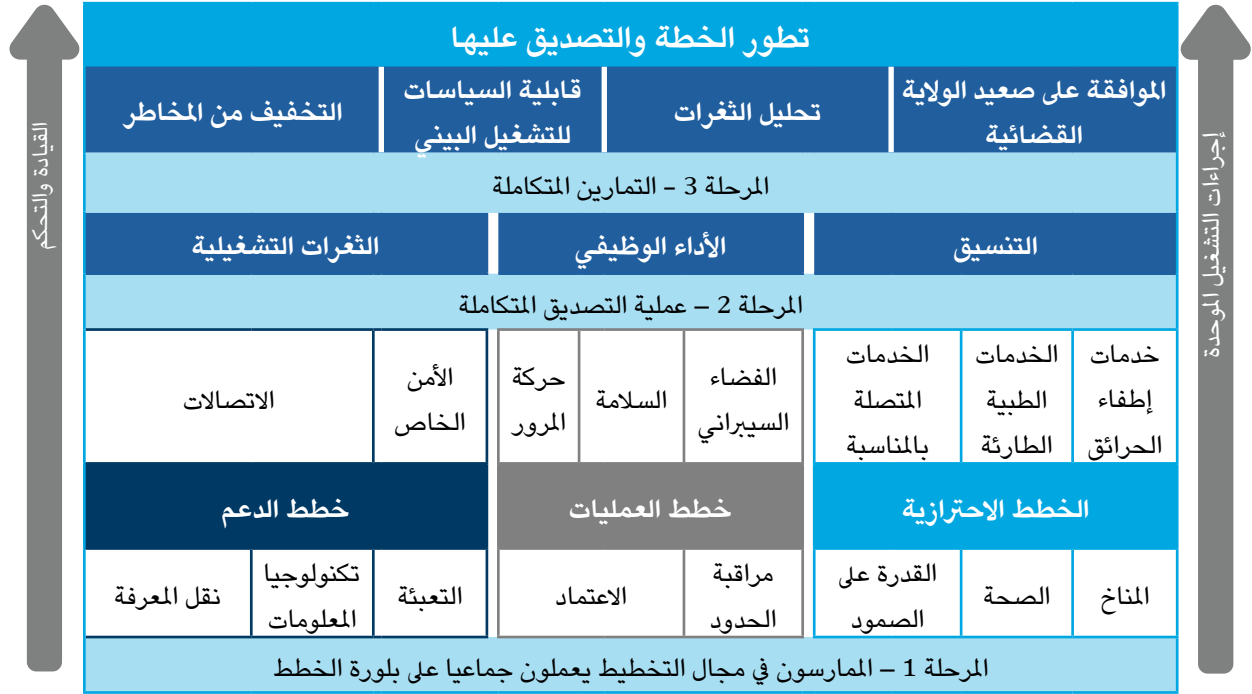 تطور الخطة والتصديق عليها
الموافقة على صعيد الولاية
القضائية
تحليل الثغرات
قابلية السياسات
للتشغيل البيني
التخفيف من المخاطر
المرحلة 3 – التمارين المتكاملة
التنسيق
الأداء الوظيفي
الثغرات التشغيلية
المرحلة 2 – عملية التصديق المتكاملة
خدمات
إطفاء
الحرائق
الخدمات
الطبية
الطارئة
الخدمات
المتصلة
بالمناسبة
الفضاء
السيبراني
السلامة
حركة
المرور
الأمن
الخاص
الاتصالات
الخطط الاحترازية
خطط العمليات
خطط الدعم
المناخ
الصحة
القدرة على
الصمود
مراقبة
الحدود
الاعتماد
التعبئة
تكنولوجيا
المعلومات
نقل المعرفة
المرحلة 1 – الممارسون في مجال التخطيط يعملون جماعيا على بلورة الخطط
إجراءات التشغيل الموحدة
القيادة والتحكم